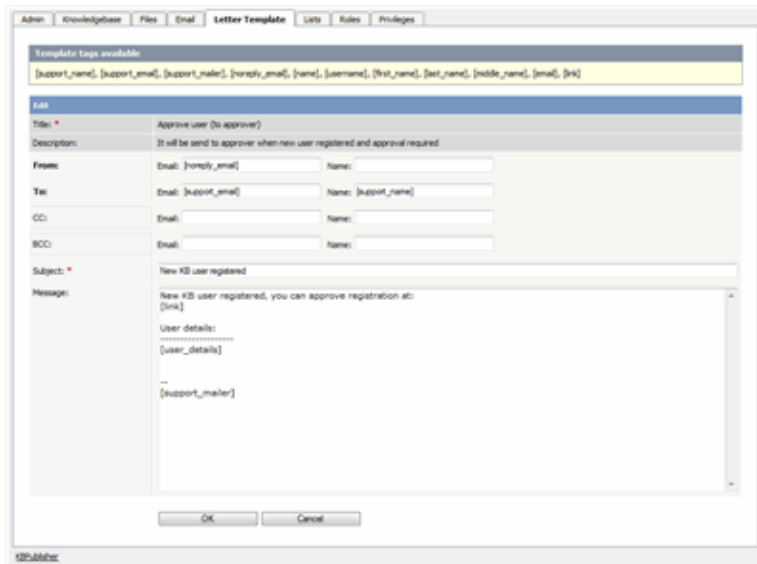 Admin Knowledgebase Files Email Letter Template Lists Rules Privileges
Template tags available
[support_name], [support_email], [support_mailer], [noreply_email], [name], [username], [first_name], [last_name], [middle_name], [email], [link]
Edit
Title: * Approve user (to approver)
Description: It will be send to approver when new user registered and approval required
From: Email: [noreply_email] Name:
To: Email: [support_email] Name: [support_name]
CC: Email: Name:
BCC: Email: Name:
Subject: * New KB user registered
Message: New KB user registered, you can approve registration at:
[link]
User details:
------------------
[user_details]
--
[support_mailer]
OK Cancel
KBPublisher